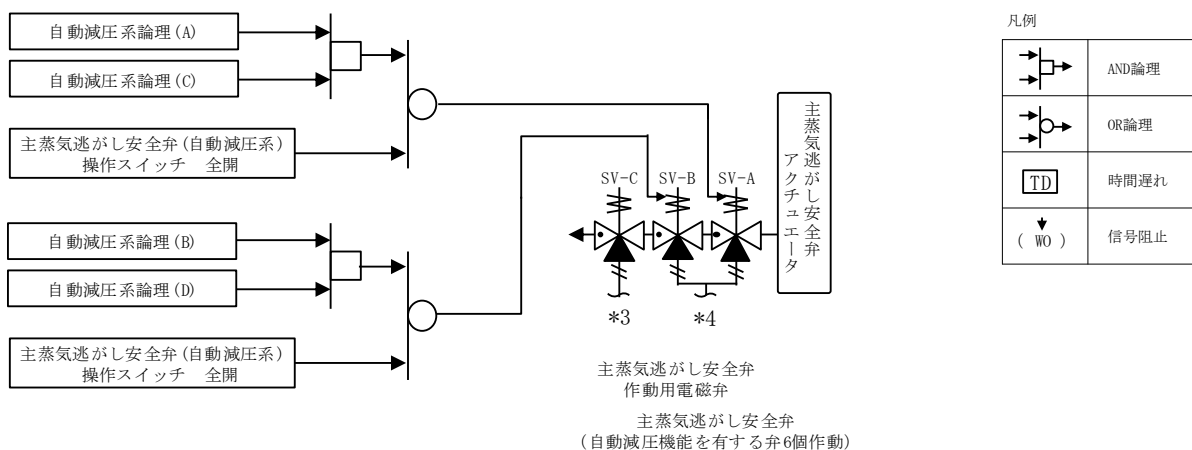 自動減圧系論理(A)
自動減圧系論理(C)
主蒸気逃がし安全弁(自動減圧系)
操作スイッチ 全開
自動減圧系論理(B)
自動減圧系論理(D)
主蒸気逃がし安全弁(自動減圧系)
操作スイッチ 全開
SV-C
SV-B
SV-A
主蒸気逃がし安全弁
アクチュエータ
*3
*4
主蒸気逃がし安全弁
作動用電磁弁
主蒸気逃がし安全弁
(自動減圧機能を有する弁6個作動)
凡例
AND論理
OR論理
TD
時間遅れ
( WO )
信号阻止